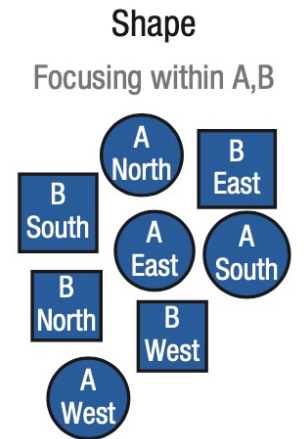 Shape
Focusing within A,B
A
North
B
East
B
South
A
East
A
South
B
North
B
West
A
West